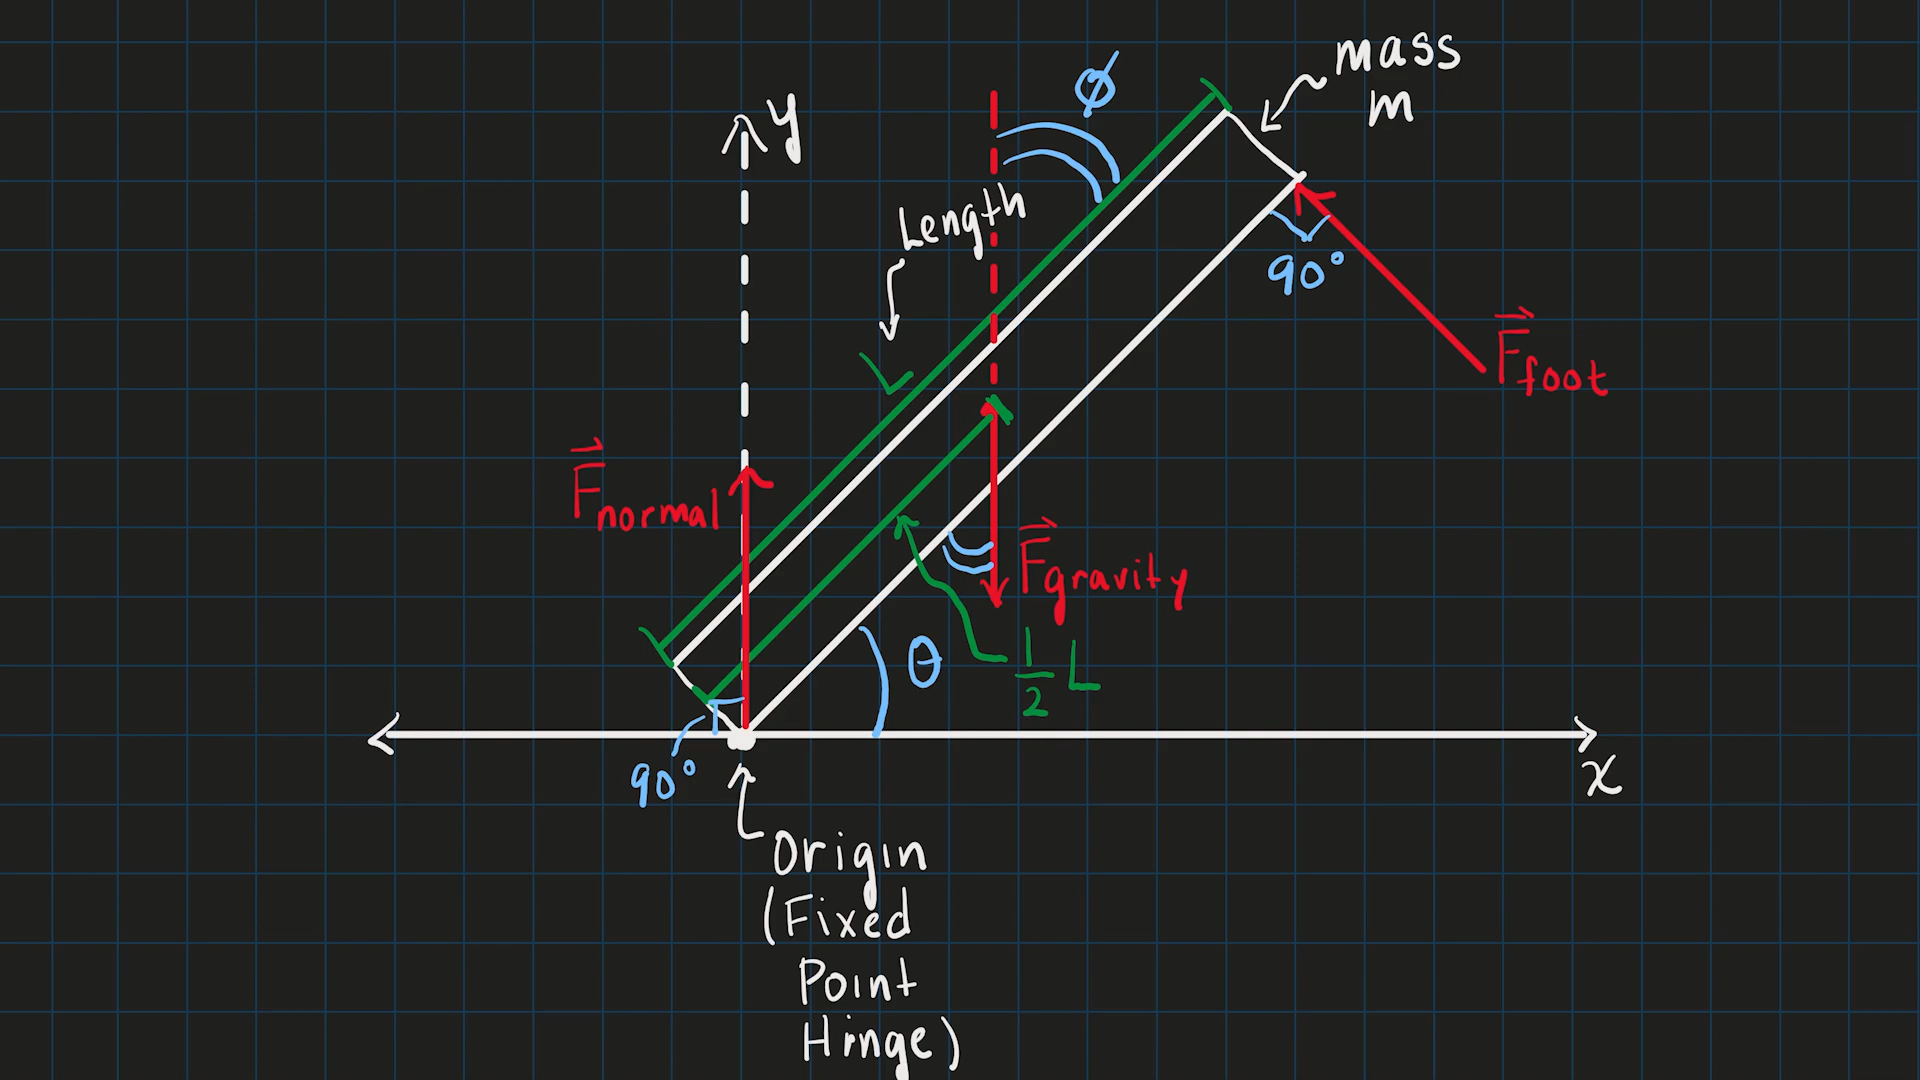 mass
m
ϕ
y
Length
L
90°
F⃗foot
F⃗normal
F⃗gravity
θ
1/2 L
90°
x
Origin
(Fixed
Point
Hinge)